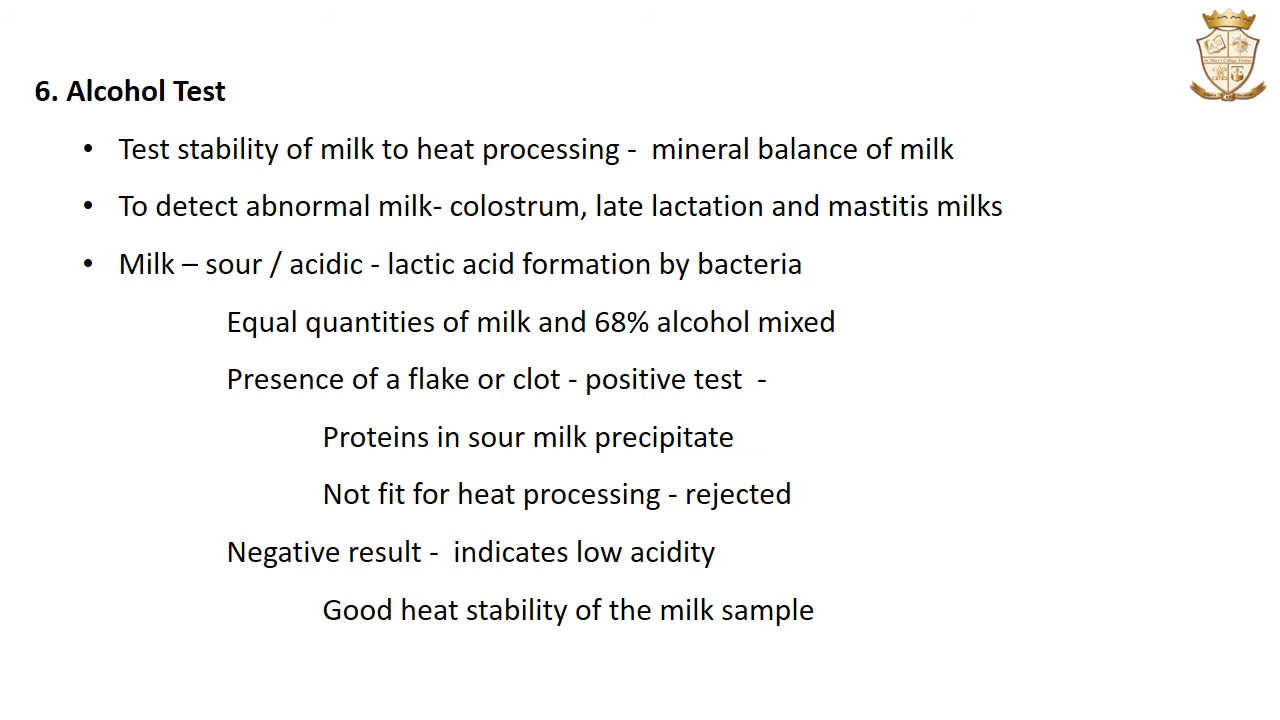 6. Alcohol Test
• Test stability of milk to heat processing -  mineral balance of milk
• To detect abnormal milk- colostrum, late lactation and mastitis milks
• Milk – sour / acidic - lactic acid formation by bacteria
Equal quantities of milk and 68% alcohol mixed
Presence of a flake or clot - positive test  -
Proteins in sour milk precipitate
Not fit for heat processing - rejected
Negative result -  indicates low acidity
Good heat stability of the milk sample